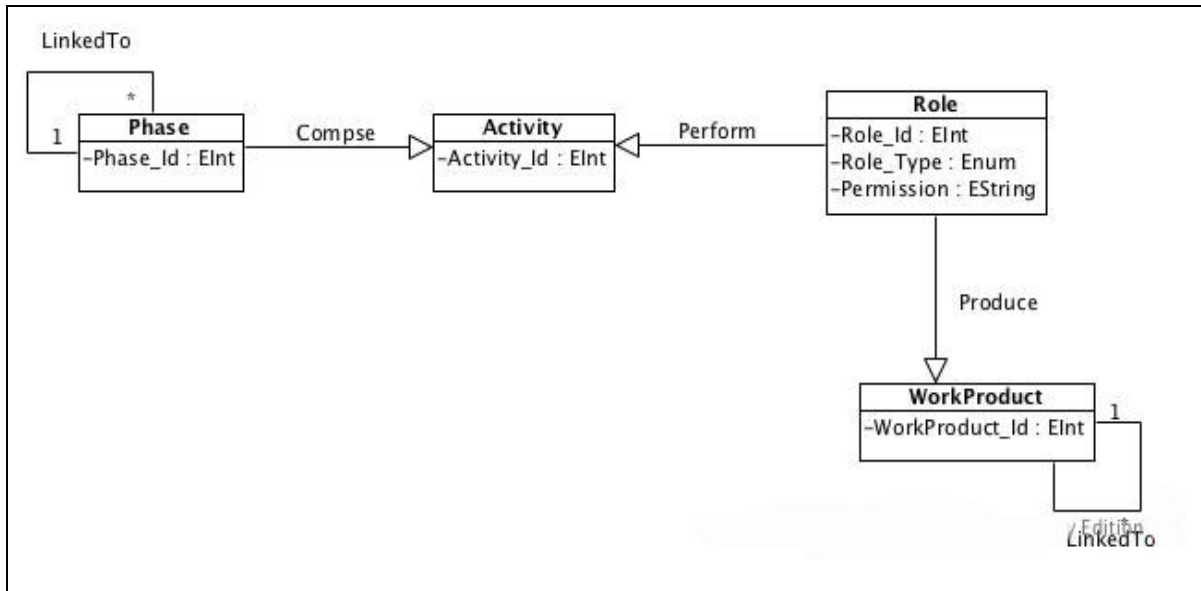 LinkedTo
*
1
Phase
-Phase_Id : EInt
Compse
Activity
-Activity_Id : EInt
Perform
Role
-Role_Id : EInt
-Role_Type : Enum
-Permission : EString
Produce
WorkProduct
-WorkProduct_Id : EInt
1
*
Edition
LinkedTo